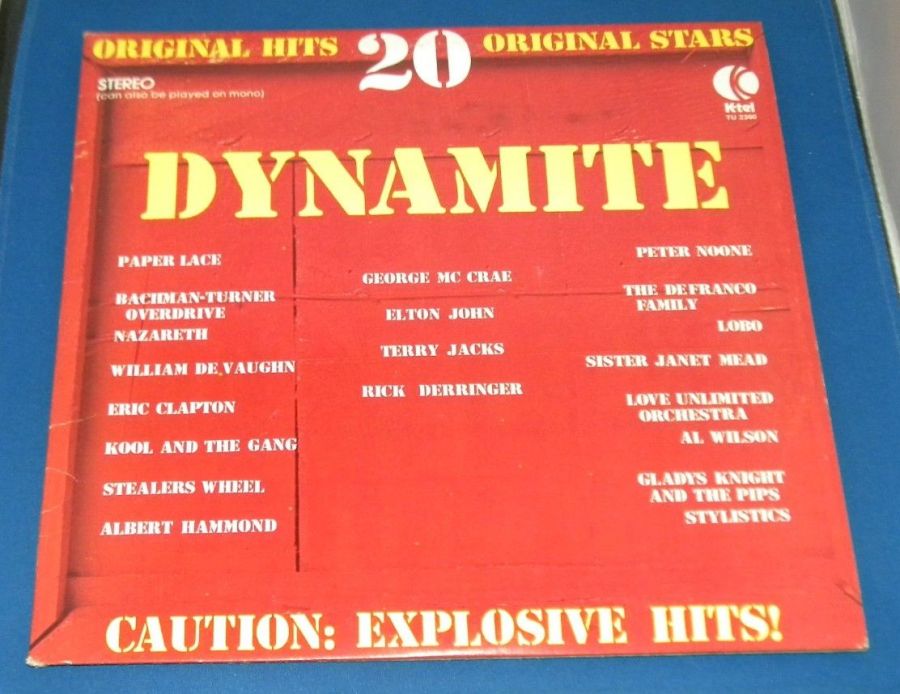 ORIGINAL HITS 20 ORIGINAL STARS
STEREO
(can also be played on mono)
K-tel
TU 2360
DYNAMITE
PAPER LACE
BACHMAN-TURNER
OVERDRIVE
NAZARETH
WILLIAM DE VAUGHN
ERIC CLAPTON
KOOL AND THE GANG
STEALERS WHEEL
ALBERT HAMMOND
GEORGE MC CRAE
ELTON JOHN
TERRY JACKS
RICK DERRINGER
PETER NOONE
THE DEFRANCO
FAMILY
LOBO
SISTER JANET MEAD
LOVE UNLIMITED
ORCHESTRA
AL WILSON
GLADYS KNIGHT
AND THE PIPS
STYLISTICS
CAUTION: EXPLOSIVE HITS!